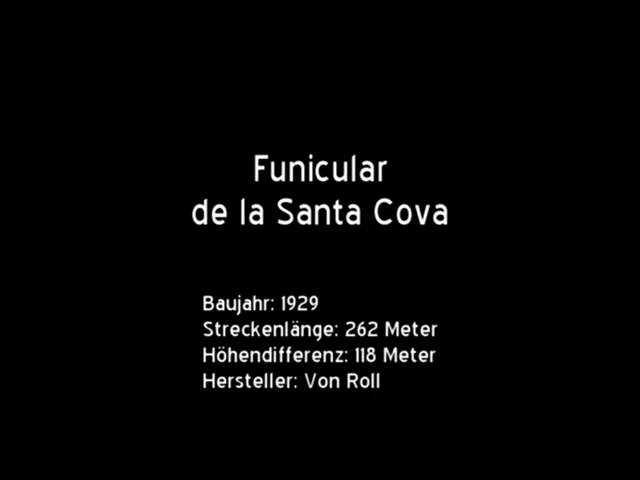 Funicular
de la Santa Cova
Baujahr: 1929
Streckenlänge: 262 Meter
Höhendifferenz: 118 Meter
Hersteller: Von Roll